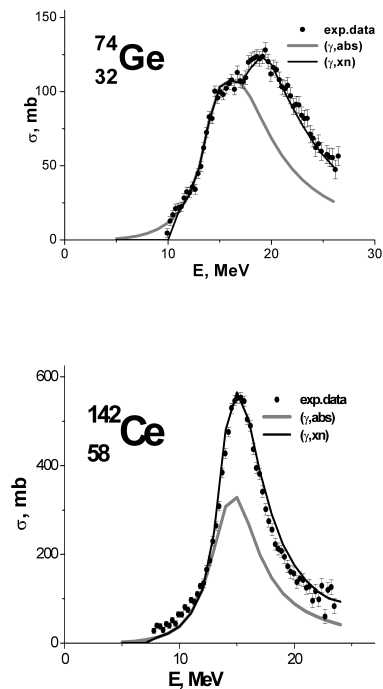 74
32 Ge
exp.data
(γ,abs)
(γ,xn)
150
100
50
0
σ, mb
0 10 20 30
E, MeV
142
58 Ce
exp.data
(γ,abs)
(γ,xn)
600
400
200
0
σ, mb
0 10 20
E, MeV